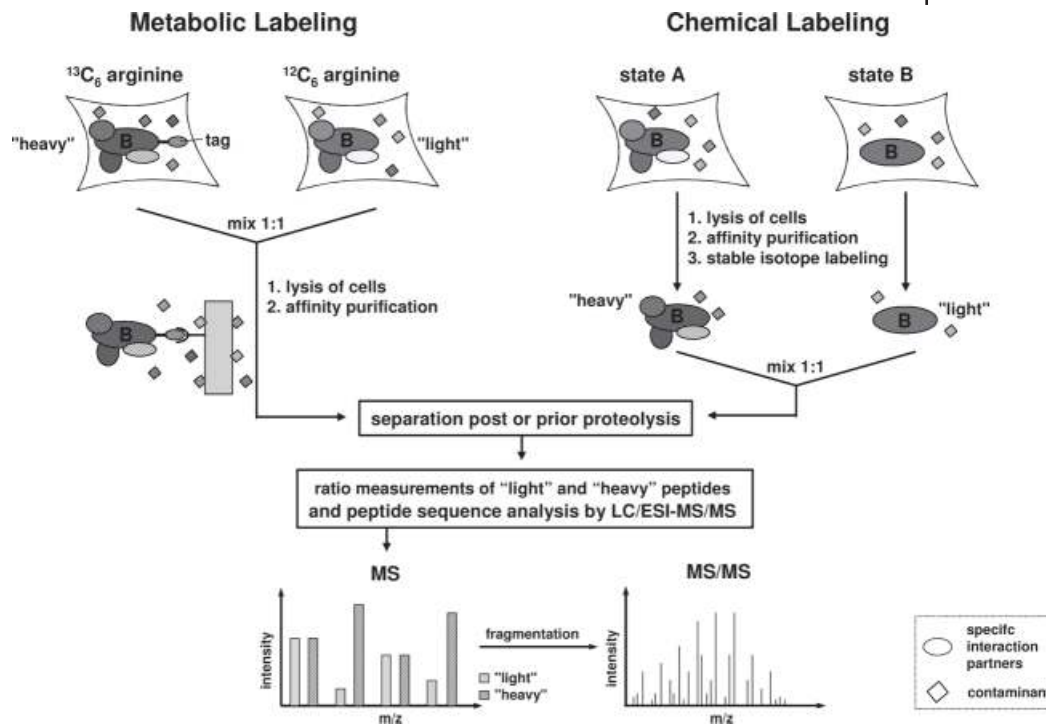 Metabolic Labeling
Chemical Labeling
¹³C₆ arginine
¹²C₆ arginine
state A
state B
"heavy"
B
tag
B
"light"
B
B
mix 1:1
1. lysis of cells
2. affinity purification
3. stable isotope labeling
1. lysis of cells
2. affinity purification
B
"heavy"
B
B
"light"
mix 1:1
separation post or prior proteolysis
ratio measurements of "light" and "heavy" peptides
and peptide sequence analysis by LC/ESI-MS/MS
MS
MS/MS
intensity
fragmentation
"light"
"heavy"
m/z
intensity
m/z
specifc
interaction
partners
contaminan